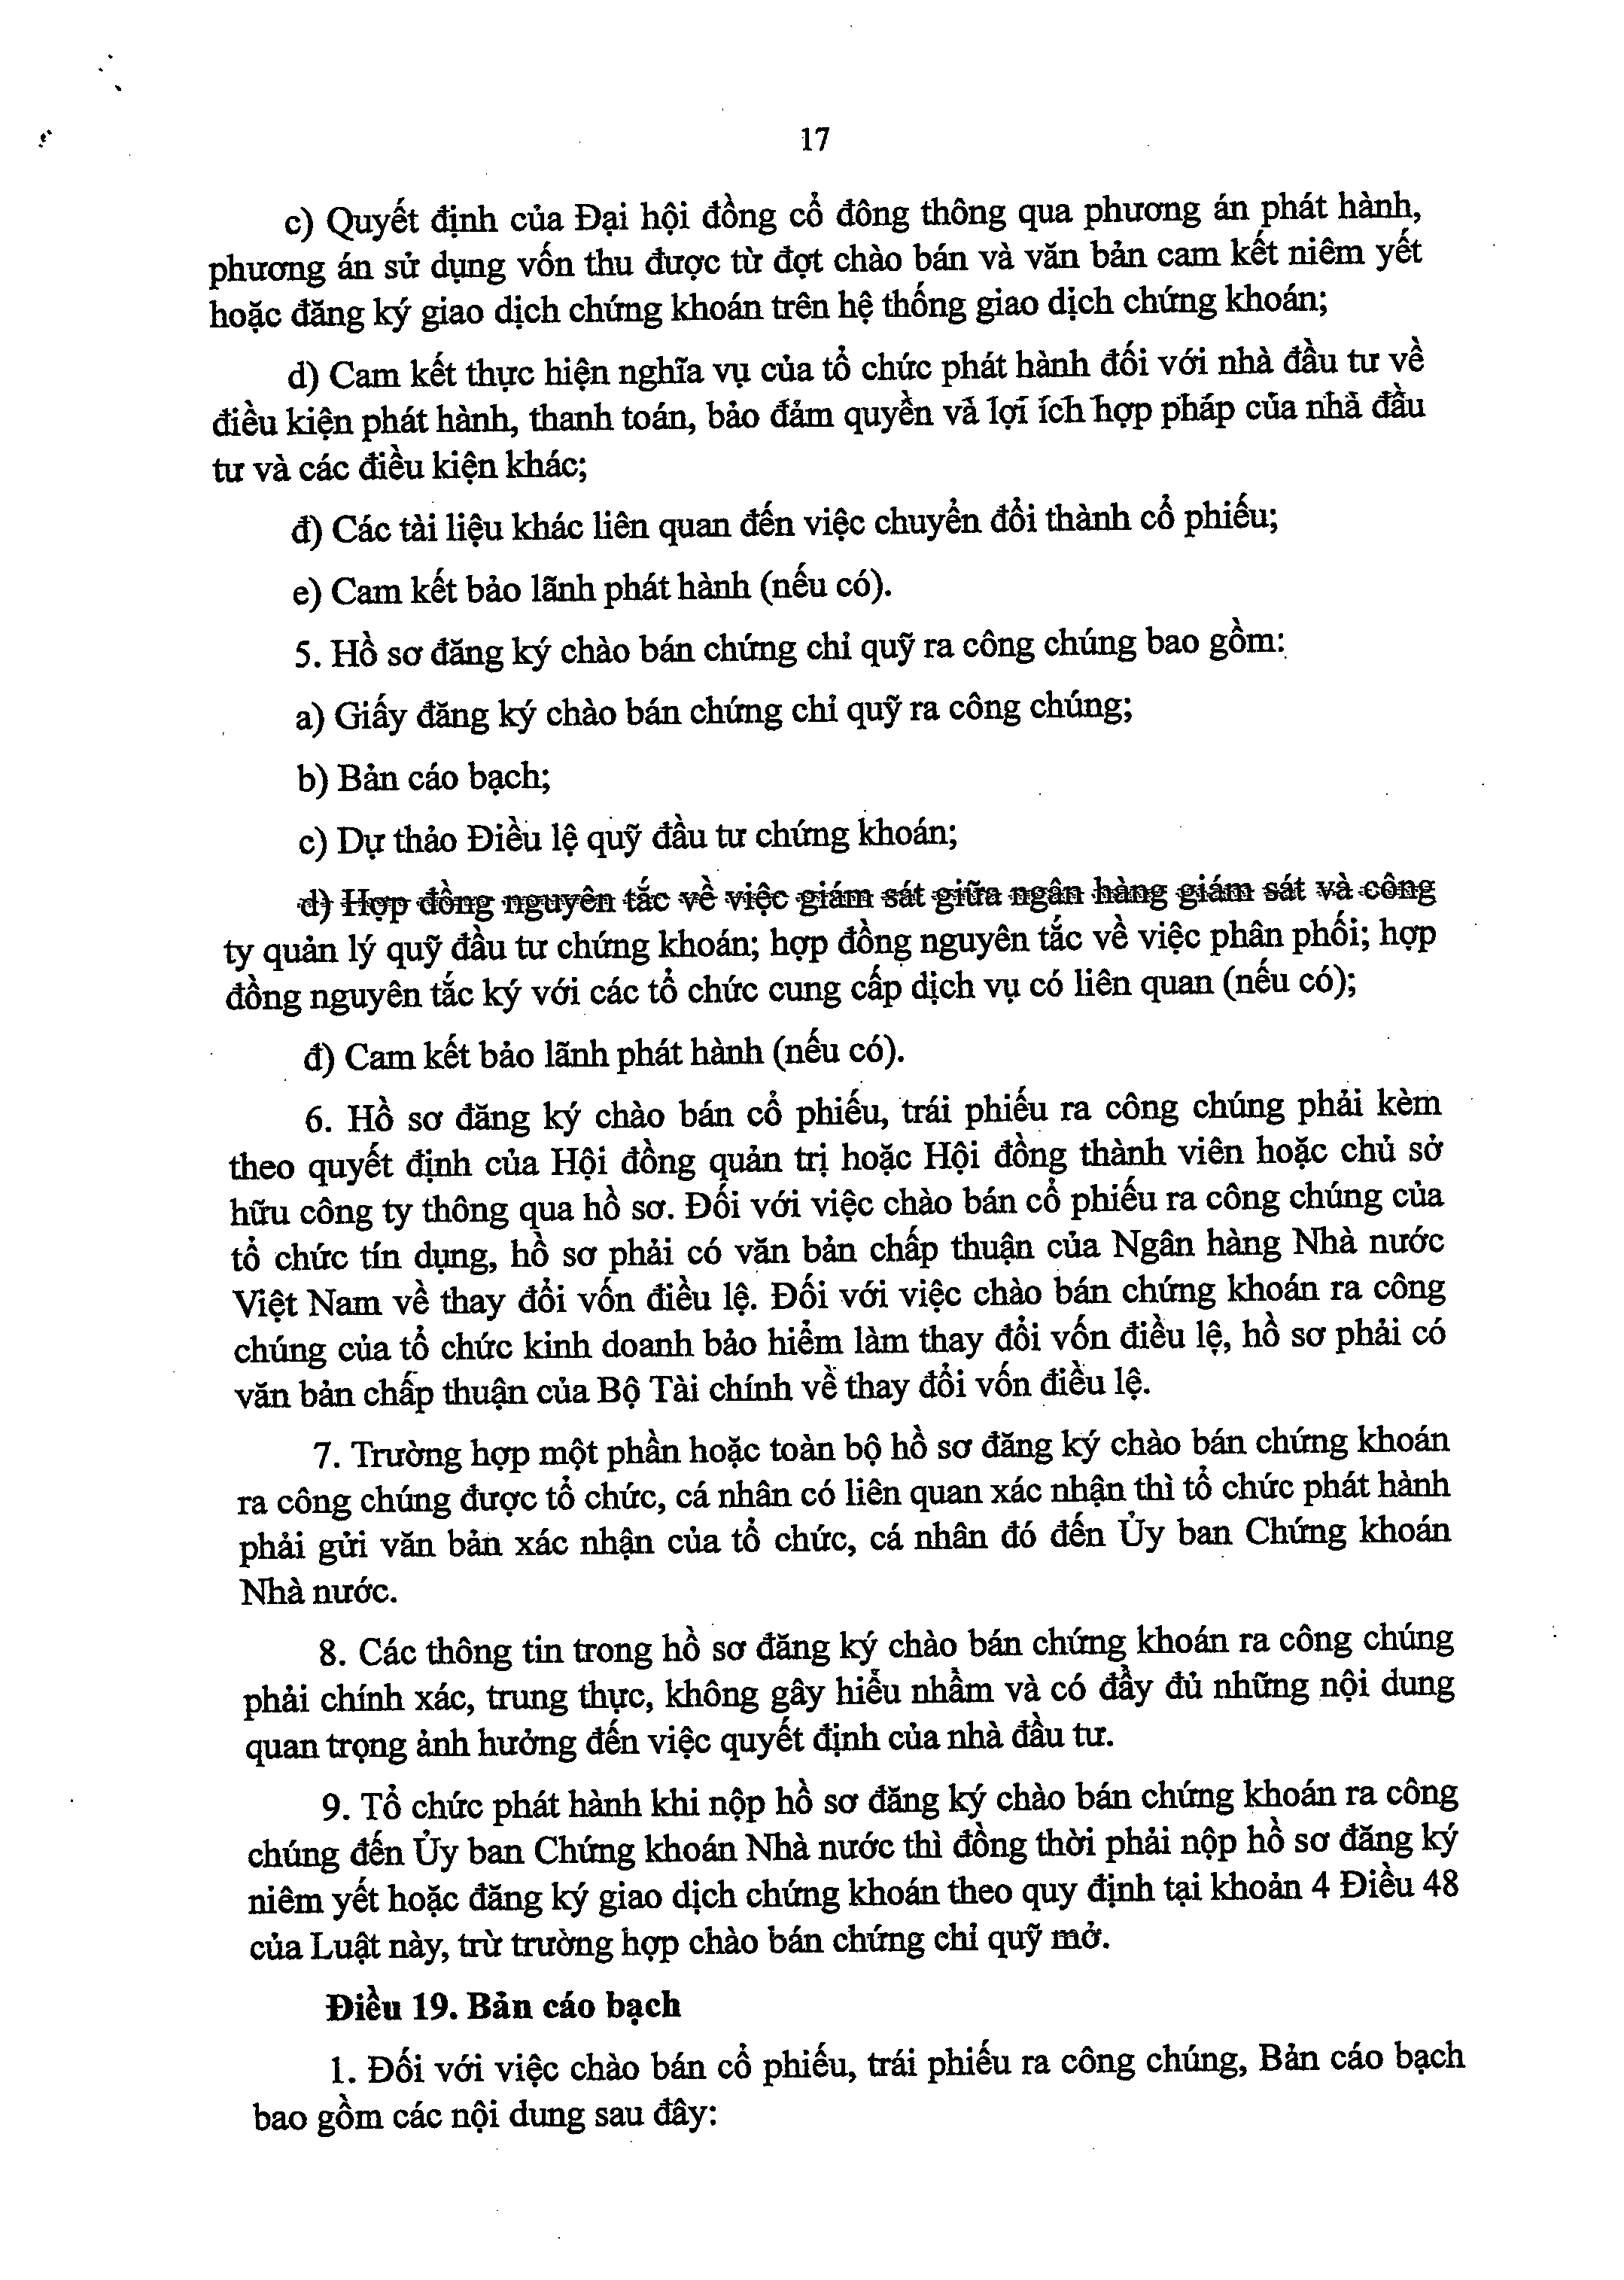 17
c) Quyết định của Đại hội đồng cổ đông thông qua phương án phát hành,
phương án sử dụng vốn thu được từ đợt chào bán và văn bản cam kết niêm yết
hoặc đăng ký giao dịch chứng khoán trên hệ thống giao dịch chứng khoán;
d) Cam kết thực hiện nghĩa vụ của tổ chức phát hành đối với nhà đầu tư về
điều kiện phát hành, thanh toán, bảo đảm quyền và lợi ích hợp pháp của nhà đầu
tư và các điều kiện khác;
đ) Các tài liệu khác liên quan đến việc chuyển đổi thành cổ phiếu;
e) Cam kết bảo lãnh phát hành (nếu có).
5. Hồ sơ đăng ký chào bán chứng chỉ quỹ ra công chúng bao gồm:
a) Giấy đăng ký chào bán chứng chỉ quỹ ra công chúng;
b) Bản cáo bạch;
c) Dự thảo Điều lệ quỹ đầu tư chứng khoán;
d) Hợp đồng nguyên tắc về việc giám sát giữa ngân hàng giám sát và công
ty quản lý quỹ đầu tư chứng khoán; hợp đồng nguyên tắc về việc phân phối; hợp
đồng nguyên tắc ký với các tổ chức cung cấp dịch vụ có liên quan (nếu có);
đ) Cam kết bảo lãnh phát hành (nếu có).
6. Hồ sơ đăng ký chào bán cổ phiếu, trái phiếu ra công chúng phải kèm
theo quyết định của Hội đồng quản trị hoặc Hội đồng thành viên hoặc chủ sở
hữu công ty thông qua hồ sơ. Đối với việc chào bán cổ phiếu ra công chúng của
tổ chức tín dụng, hồ sơ phải có văn bản chấp thuận của Ngân hàng Nhà nước
Việt Nam về thay đổi vốn điều lệ. Đối với việc chào bán chứng khoán ra công
chúng của tổ chức kinh doanh bảo hiểm làm thay đổi vốn điều lệ, hồ sơ phải có
văn bản chấp thuận của Bộ Tài chính về thay đổi vốn điều lệ.
7. Trường hợp một phần hoặc toàn bộ hồ sơ đăng ký chào bán chứng khoán
ra công chúng được tổ chức, cá nhân có liên quan xác nhận thì tổ chức phát hành
phải gửi văn bản xác nhận của tổ chức, cá nhân đó đến Ủy ban Chứng khoán
Nhà nước.
8. Các thông tin trong hồ sơ đăng ký chào bán chứng khoán ra công chúng
phải chính xác, trung thực, không gây hiểu nhầm và có đầy đủ những nội dung
quan trọng ảnh hưởng đến việc quyết định của nhà đầu tư.
9. Tổ chức phát hành khi nộp hồ sơ đăng ký chào bán chứng khoán ra công
chúng đến Ủy ban Chứng khoán Nhà nước thì đồng thời phải nộp hồ sơ đăng ký
niêm yết hoặc đăng ký giao dịch chứng khoán theo quy định tại khoản 4 Điều 48
của Luật này, trừ trường hợp chào bán chứng chỉ quỹ mở.
Điều 19. Bản cáo bạch
1. Đối với việc chào bán cổ phiếu, trái phiếu ra công chúng, Bản cáo bạch
bao gồm các nội dung sau đây: